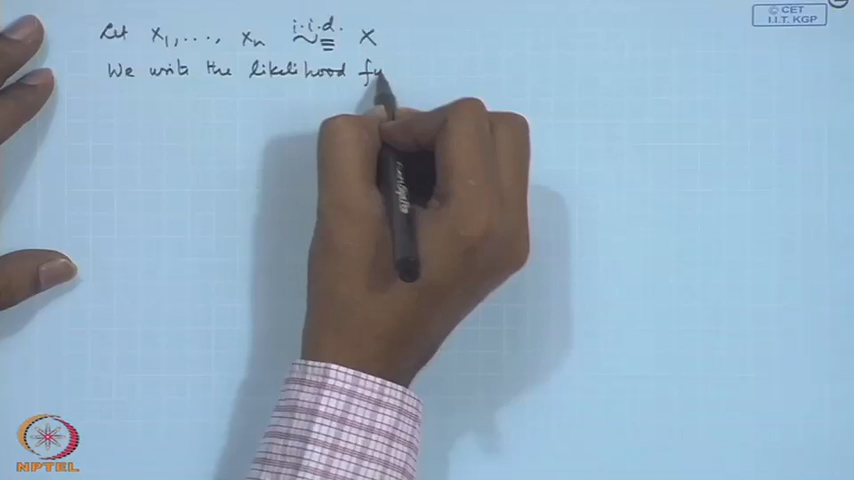 © CET
I.I.T. KGP
Let x₁, ..., xₙ i.i.d. ~ ≡ X
We write the likelihood fu
NPTEL